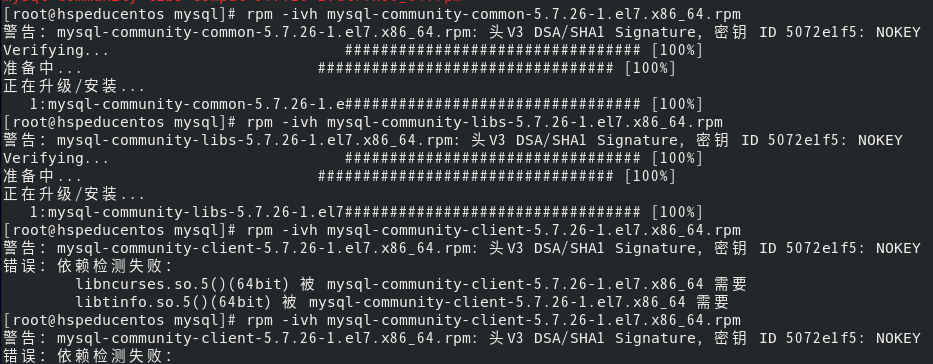 [root@hspeducentos mysql]# rpm -ivh mysql-community-common-5.7.26-1.el7.x86_64.rpm
警告：mysql-community-common-5.7.26-1.el7.x86_64.rpm: 头V3 DSA/SHA1 Signature, 密钥 ID 5072e1f5: NOKEY
Verifying... ################################# [100%]
准备中... ################################# [100%]
正在升级/安装...
1:mysql-community-common-5.7.26-1.e################################# [100%]
[root@hspeducentos mysql]# rpm -ivh mysql-community-libs-5.7.26-1.el7.x86_64.rpm
警告：mysql-community-libs-5.7.26-1.el7.x86_64.rpm: 头V3 DSA/SHA1 Signature, 密钥 ID 5072e1f5: NOKEY
Verifying... ################################# [100%]
准备中... ################################# [100%]
正在升级/安装...
1:mysql-community-libs-5.7.26-1.el7################################# [100%]
[root@hspeducentos mysql]# rpm -ivh mysql-community-client-5.7.26-1.el7.x86_64.rpm
警告：mysql-community-client-5.7.26-1.el7.x86_64.rpm: 头V3 DSA/SHA1 Signature, 密钥 ID 5072e1f5: NOKEY
错误：依赖检测失败：
libncurses.so.5()(64bit) 被 mysql-community-client-5.7.26-1.el7.x86_64 需要
libtinfo.so.5()(64bit) 被 mysql-community-client-5.7.26-1.el7.x86_64 需要
[root@hspeducentos mysql]# rpm -ivh mysql-community-client-5.7.26-1.el7.x86_64.rpm
警告：mysql-community-client-5.7.26-1.el7.x86_64.rpm: 头V3 DSA/SHA1 Signature, 密钥 ID 5072e1f5: NOKEY
错误：依赖检测失败：